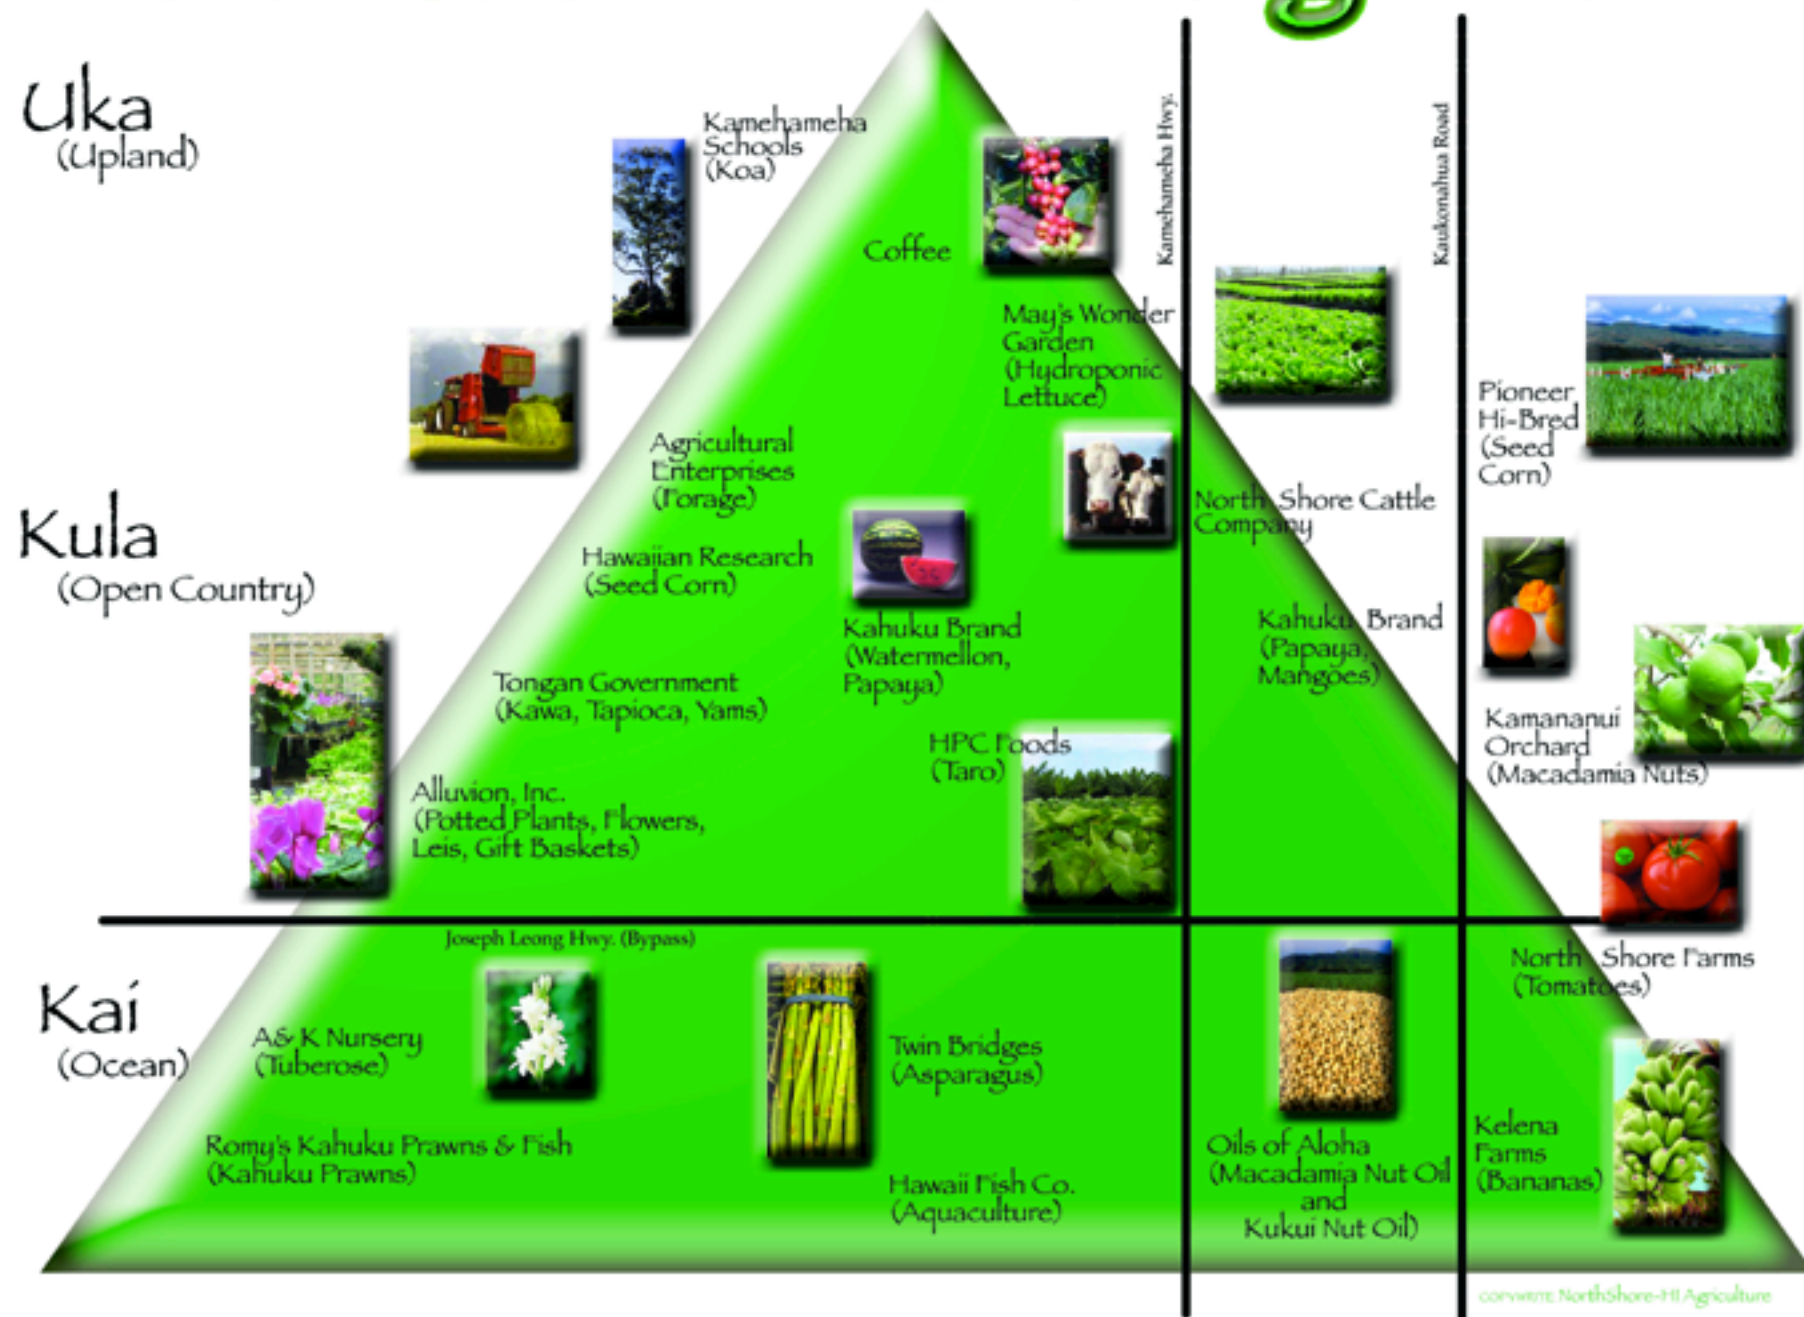 Uka
(Upland)
Kamehameha
Schools
(Koa)
Coffee
Kamehameha Hwy.
Kaukonahua Road
May's Wonder
Garden
(Hydroponic
Lettuce)
Pioneer
Hi-Bred
(Seed
Corn)
Agricultural
Enterprises
(Forage)
North Shore Cattle
Company
Kula
(Open Country)
Hawaiian Research
(Seed Corn)
Kahuku Brand
(Watermellon,
Papaya)
Kahuku Brand
(Papaya,
Mangoes)
Tongan Government
(Kawa, Tapioca, Yams)
HPC Foods
(Taro)
Kamananui
Orchard
(Macadamia Nuts)
Alluvion, Inc.
(Potted Plants, Flowers,
Leis, Gift Baskets)
Joseph Leong Hwy. (Bypass)
North Shore Farms
(Tomatoes)
Kai
(Ocean)
A& K Nursery
(Tuberose)
Twin Bridges
(Asparagus)
Romy's Kahuku Prawns & Fish
(Kahuku Prawns)
Hawaii Fish Co.
(Aquaculture)
Oils of Aloha
(Macadamia Nut Oil
and
Kukui Nut Oil)
Kelena
Farms
(Bananas)
COPYWRITE NorthShore-HI Agriculture